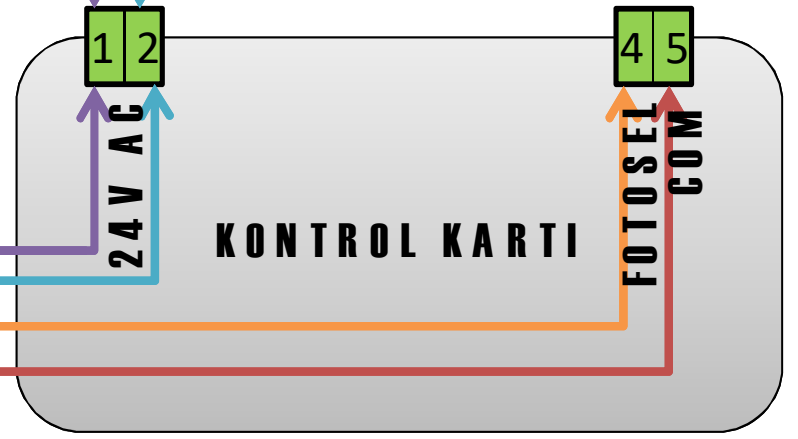 1 2
4 5
24V AC
FOTOSEL
COM
KONTROL KARTI